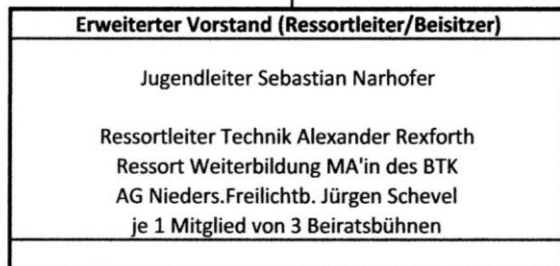 Erweiterter Vorstand (Ressortleiter/Beisitzer)
Jugendleiter Sebastian Narhofer
Ressortleiter Technik Alexander Rexforth
Ressort Weiterbildung MA'in des BTK
AG Nieders.Freilichtb. Jürgen Schevel
je 1 Mitglied von 3 Beiratsbühnen